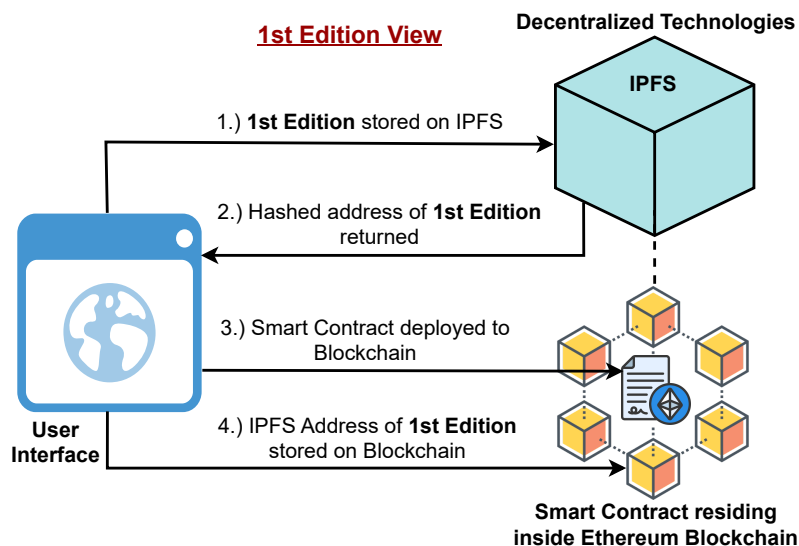 1st Edition View
Decentralized Technologies
IPFS
1.) 1st Edition stored on IPFS
2.) Hashed address of 1st Edition
returned
3.) Smart Contract deployed to
Blockchain
4.) IPFS Address of 1st Edition
stored on Blockchain
User
Interface
Smart Contract residing
inside Ethereum Blockchain